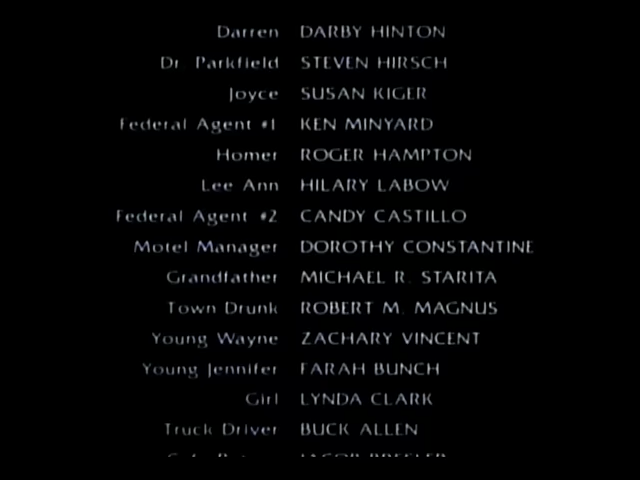 Darren DARBY HINTON
Dr. Parkfield STEVEN HIRSCH
Joyce SUSAN KIGER
Federal Agent #1 KEN MINYARD
Homer ROGER HAMPTON
Lee Ann HILARY LABOW
Federal Agent #2 CANDY CASTILLO
Motel Manager DOROTHY CONSTANTINE
Grandfather MICHAEL R. STARITA
Town Drunk ROBERT M. MAGNUS
Young Wayne ZACHARY VINCENT
Young Jennifer FARAH BUNCH
Girl LYNDA CLARK
Truck Driver BUCK ALLEN